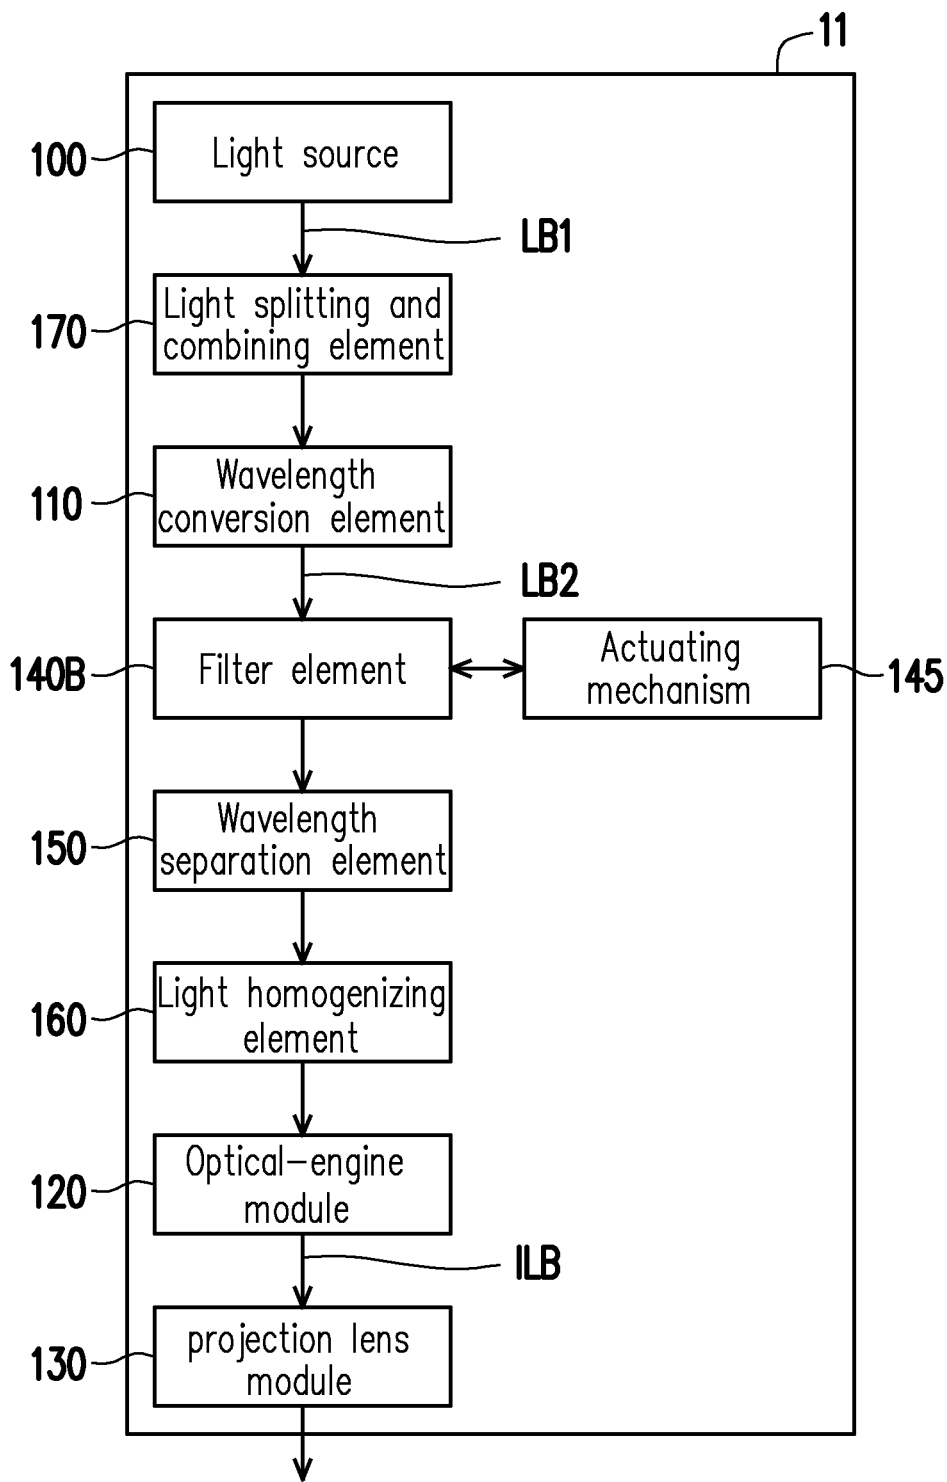 11
100
Light source
LB1
170
Light splitting and
combining element
110
Wavelength
conversion element
LB2
140B
Filter element
Actuating
mechanism
145
150
Wavelength
separation element
160
Light homogenizing
element
120
Optical-engine
module
ILB
130
projection lens
module